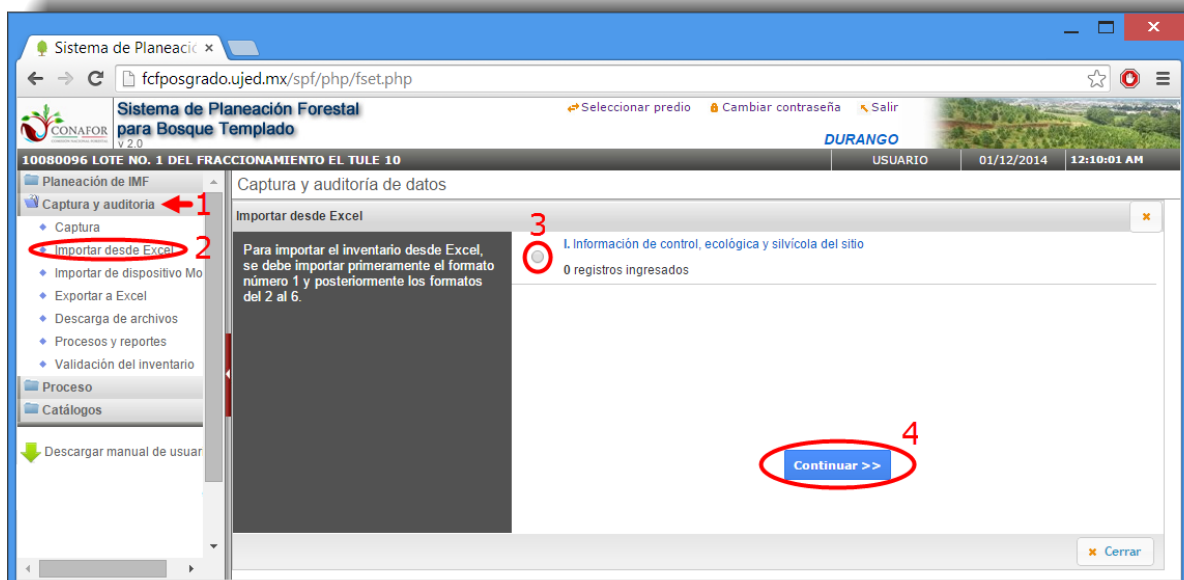 Sistema de Planeació
fcfposgrado.ujed.mx/spf/php/fset.php
CONAFOR
Sistema de Planeación Forestal
para Bosque Templado
v 2.0
Seleccionar predio Cambiar contraseña Salir
DURANGO
10080096 LOTE NO. 1 DEL FRACCIONAMIENTO EL TULE 10 USUARIO 01/12/2014 12:10:01 AM
Planeación de IMF
Captura y auditoria 1
Captura
Importar desde Excel 2
Importar de dispositivo Mo
Exportar a Excel
Descarga de archivos
Procesos y reportes
Validación del inventario
Proceso
Catálogos
Descargar manual de usuar
Captura y auditoría de datos
Importar desde Excel
Para importar el inventario desde Excel,
se debe importar primeramente el formato
número 1 y posteriormente los formatos
del 2 al 6.
3
I. Información de control, ecológica y silvícola del sitio
0 registros ingresados
4
Continuar >>
Cerrar